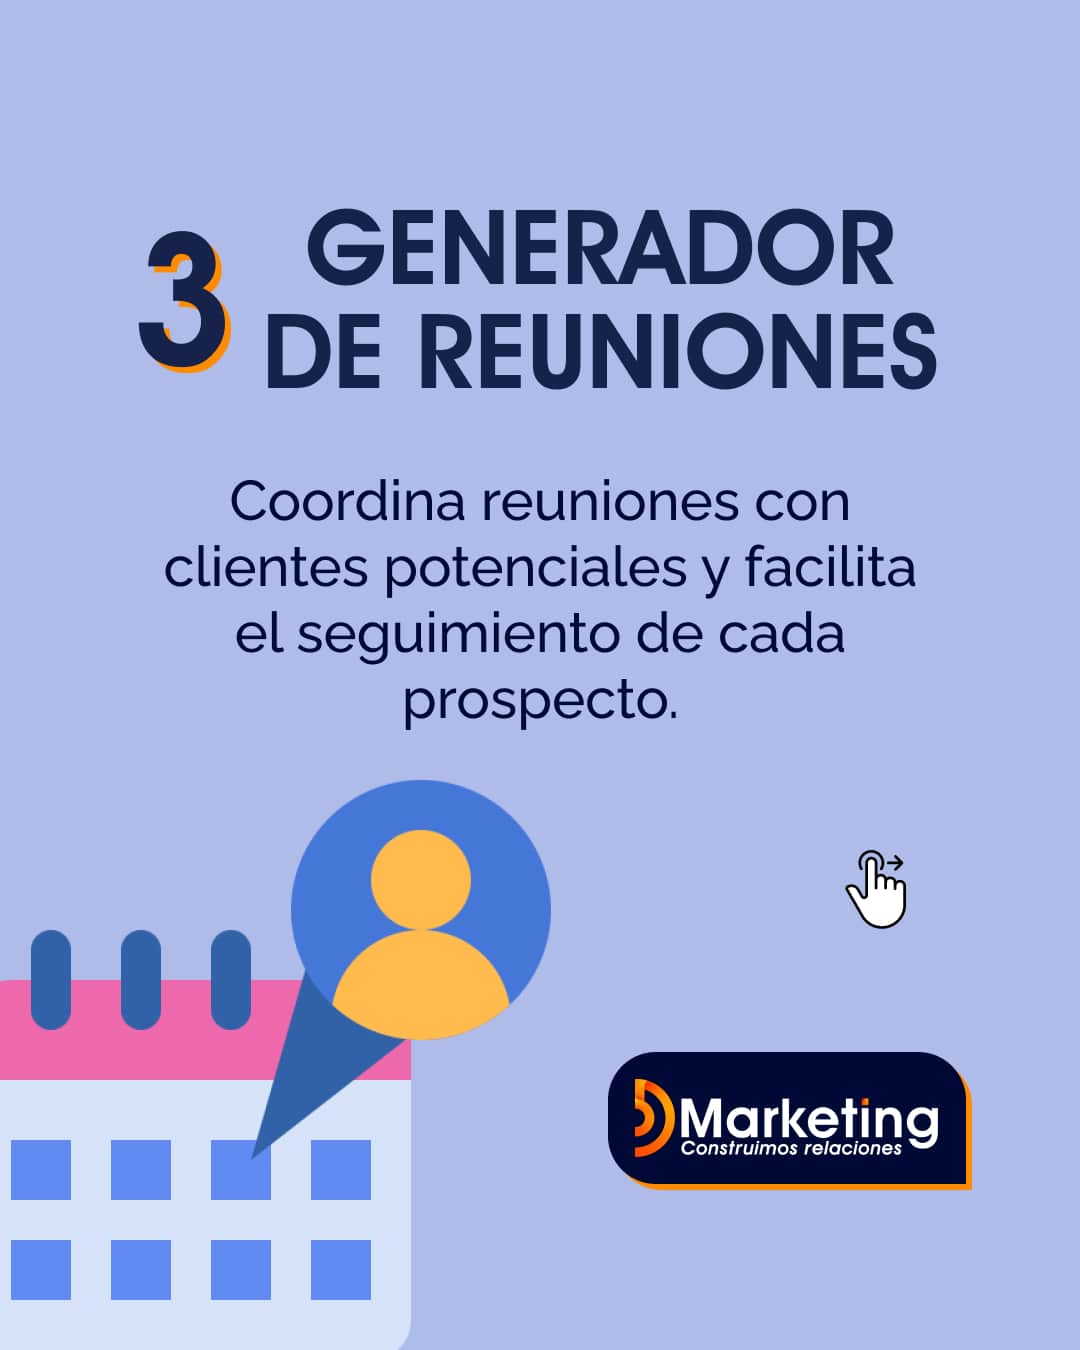 3
GENERADOR
DE REUNIONES
Coordina reuniones con
clientes potenciales y facilita
el seguimiento de cada
prospecto.
Marketing
Construimos relaciones